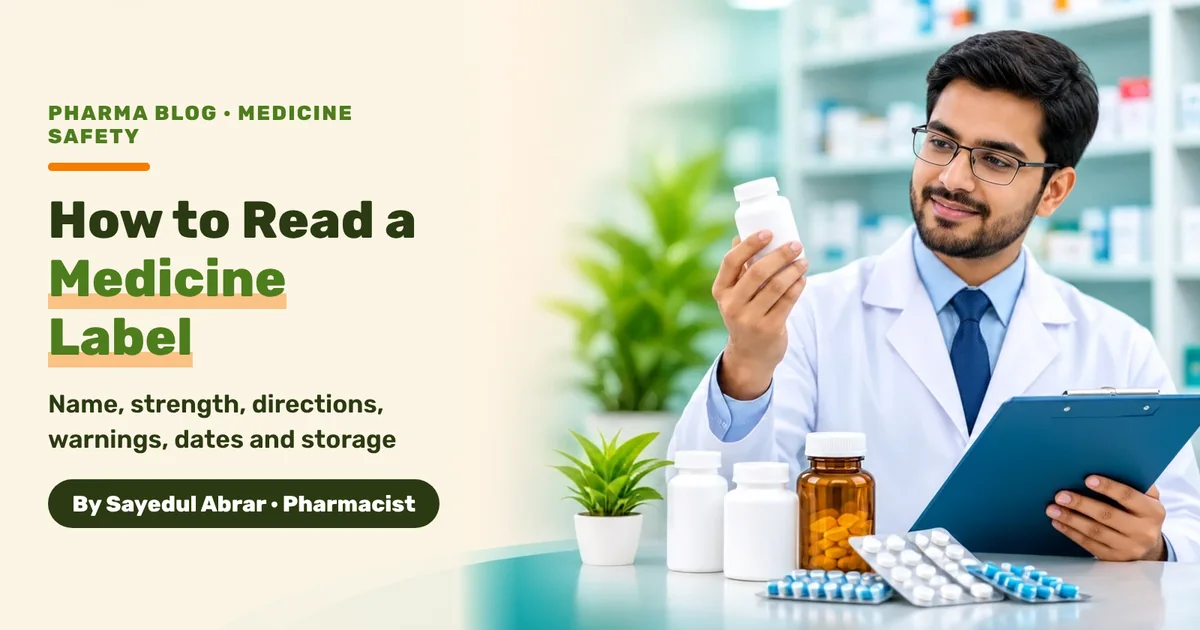 PHARMA BLOG • MEDICINE
SAFETY
How to Read a
Medicine
Label
Name, strength, directions,
warnings, dates and storage
By Sayedul Abrar • Pharmacist